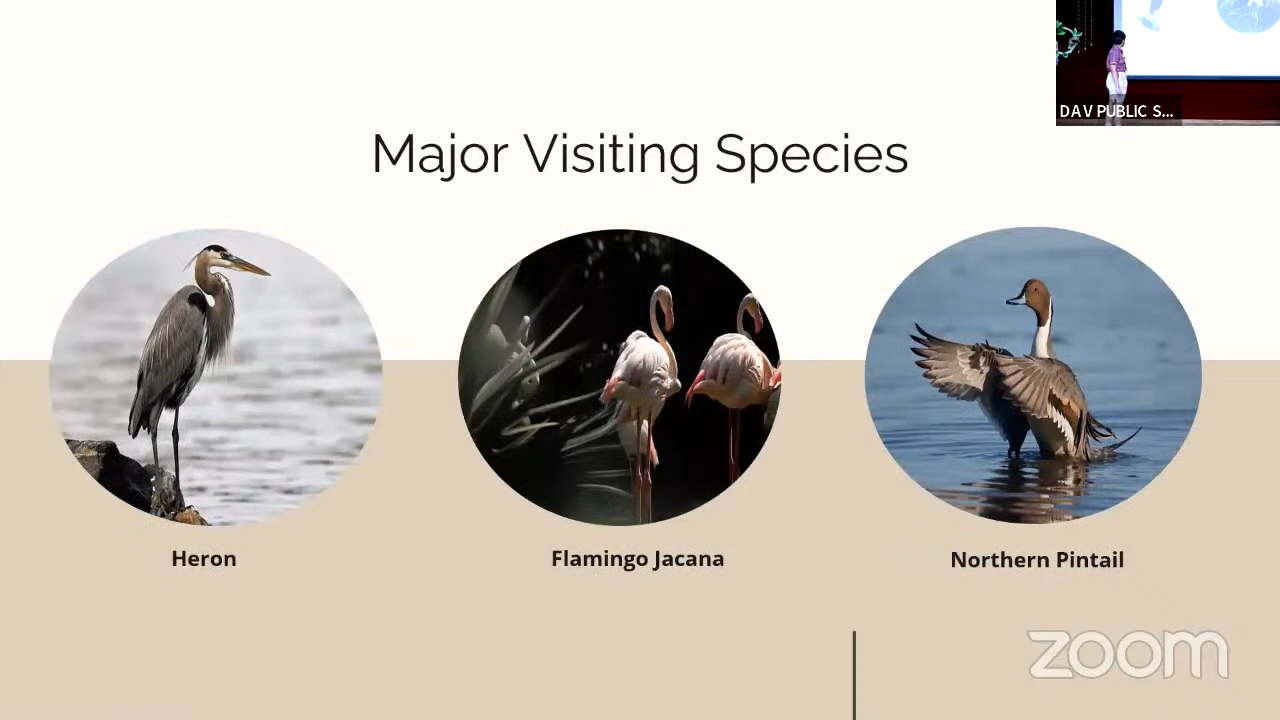 DAV PUBLIC S...
Major Visiting Species
Heron
Flamingo Jacana
Northern Pintail
zoom